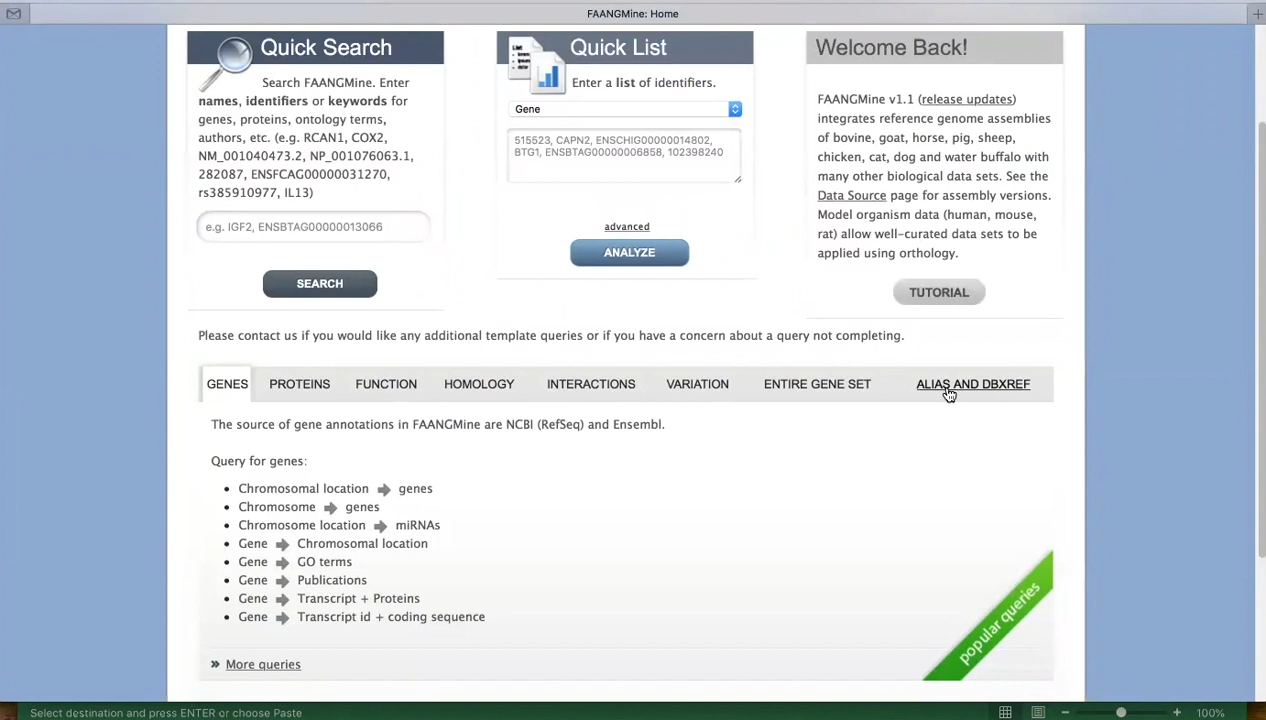 FAANGMine: Home
Quick Search
Search FAANGMine. Enter
names, identifiers or keywords for
genes, proteins, ontology terms,
authors, etc. (e.g. RCAN1, COX2,
NM_001040473.2, NP_001076063.1,
282087, ENSFCAG00000031270,
rs385910977, IL13)
e.g. IGF2, ENSBTAG00000013066
SEARCH
Quick List
Enter a list of identifiers.
Gene
515523, CAPN2, ENSCHIG00000014802,
BTG1, ENSBTAG00000006858, 102398240
advanced
ANALYZE
Welcome Back!
FAANGMine v1.1 (release updates)
integrates reference genome assemblies
of bovine, goat, horse, pig, sheep,
chicken, cat, dog and water buffalo with
many other biological data sets. See the
Data Source page for assembly versions.
Model organism data (human, mouse,
rat) allow well-curated data sets to be
applied using orthology.
TUTORIAL
Please contact us if you would like any additional template queries or if you have a concern about a query not completing.
GENES PROTEINS FUNCTION HOMOLOGY INTERACTIONS VARIATION ENTIRE GENE SET ALIAS AND DBXREF
The source of gene annotations in FAANGMine are NCBI (RefSeq) and Ensembl.
Query for genes:
Chromosomal location genes
Chromosome genes
Chromosome location miRNAs
Gene Chromosomal location
Gene GO terms
Gene Publications
Gene Transcript + Proteins
Gene Transcript id + coding sequence
» More queries
popular queries
Select destination and press ENTER or choose Paste
100%